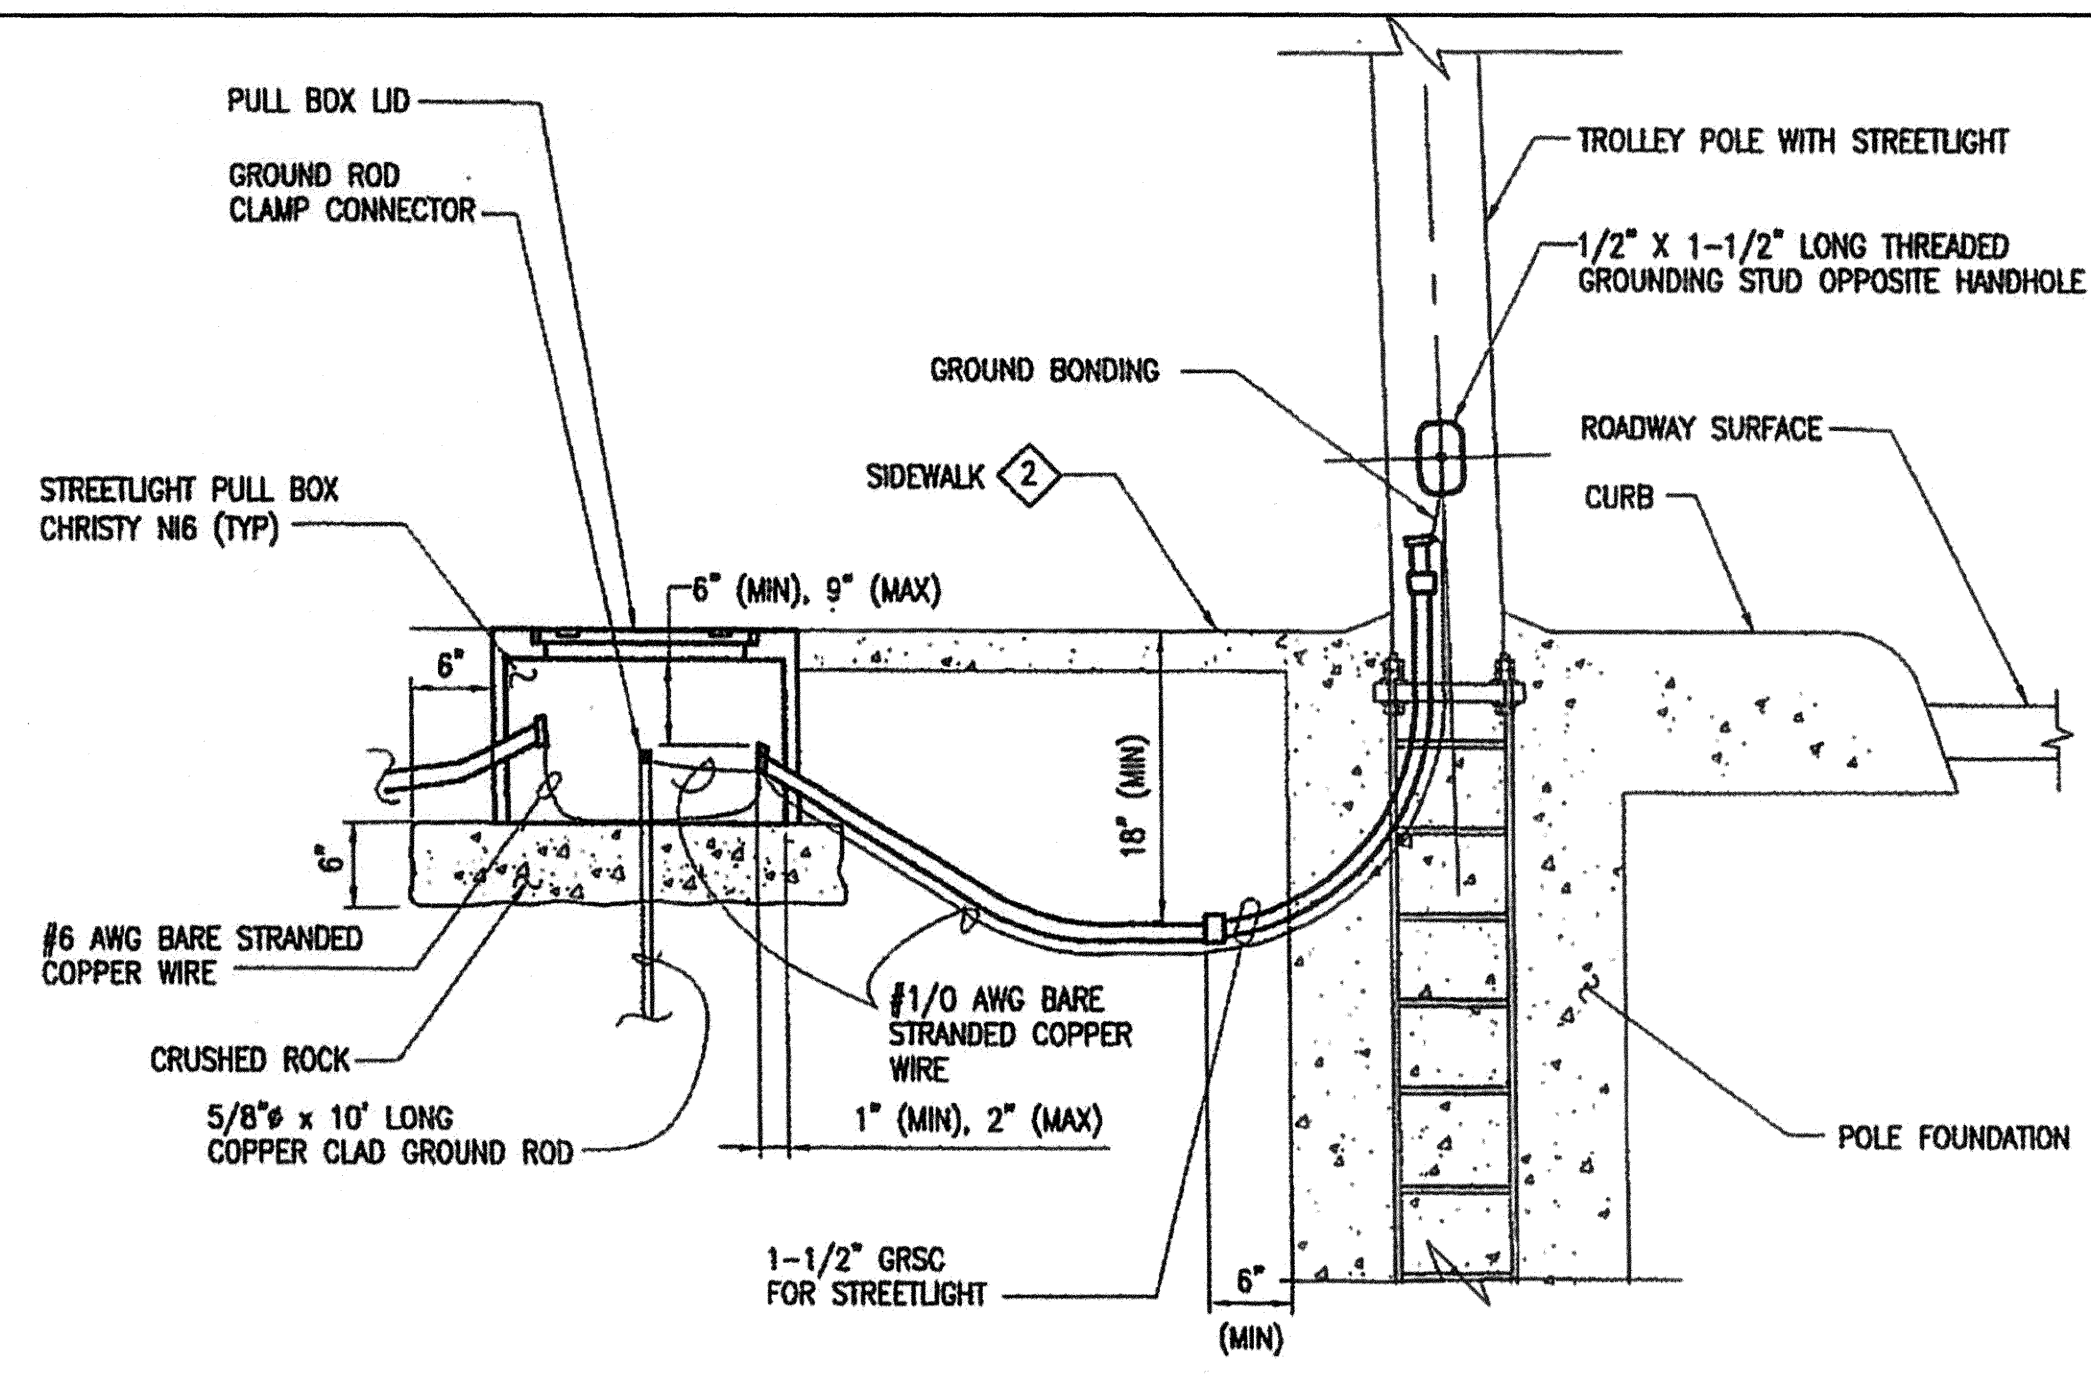 PULL BOX LID
GROUND ROD
CLAMP CONNECTOR
TROLLEY POLE WITH STREETLIGHT
1/2" X 1-1/2" LONG THREADED
GROUNDING STUD OPPOSITE HANDHOLE
GROUND BONDING
ROADWAY SURFACE
SIDEWALK 2
CURB
STREETLIGHT PULL BOX
CHRISTY N16 (TYP)
6" (MIN), 9" (MAX)
6"
18" (MIN)
6"
#6 AWG BARE STRANDED
COPPER WIRE
#1/0 AWG BARE
STRANDED COPPER
WIRE
CRUSHED ROCK
5/8"ø x 10' LONG
COPPER CLAD GROUND ROD
1" (MIN), 2" (MAX)
POLE FOUNDATION
1-1/2" GRSC
FOR STREETLIGHT
6"
(MIN)